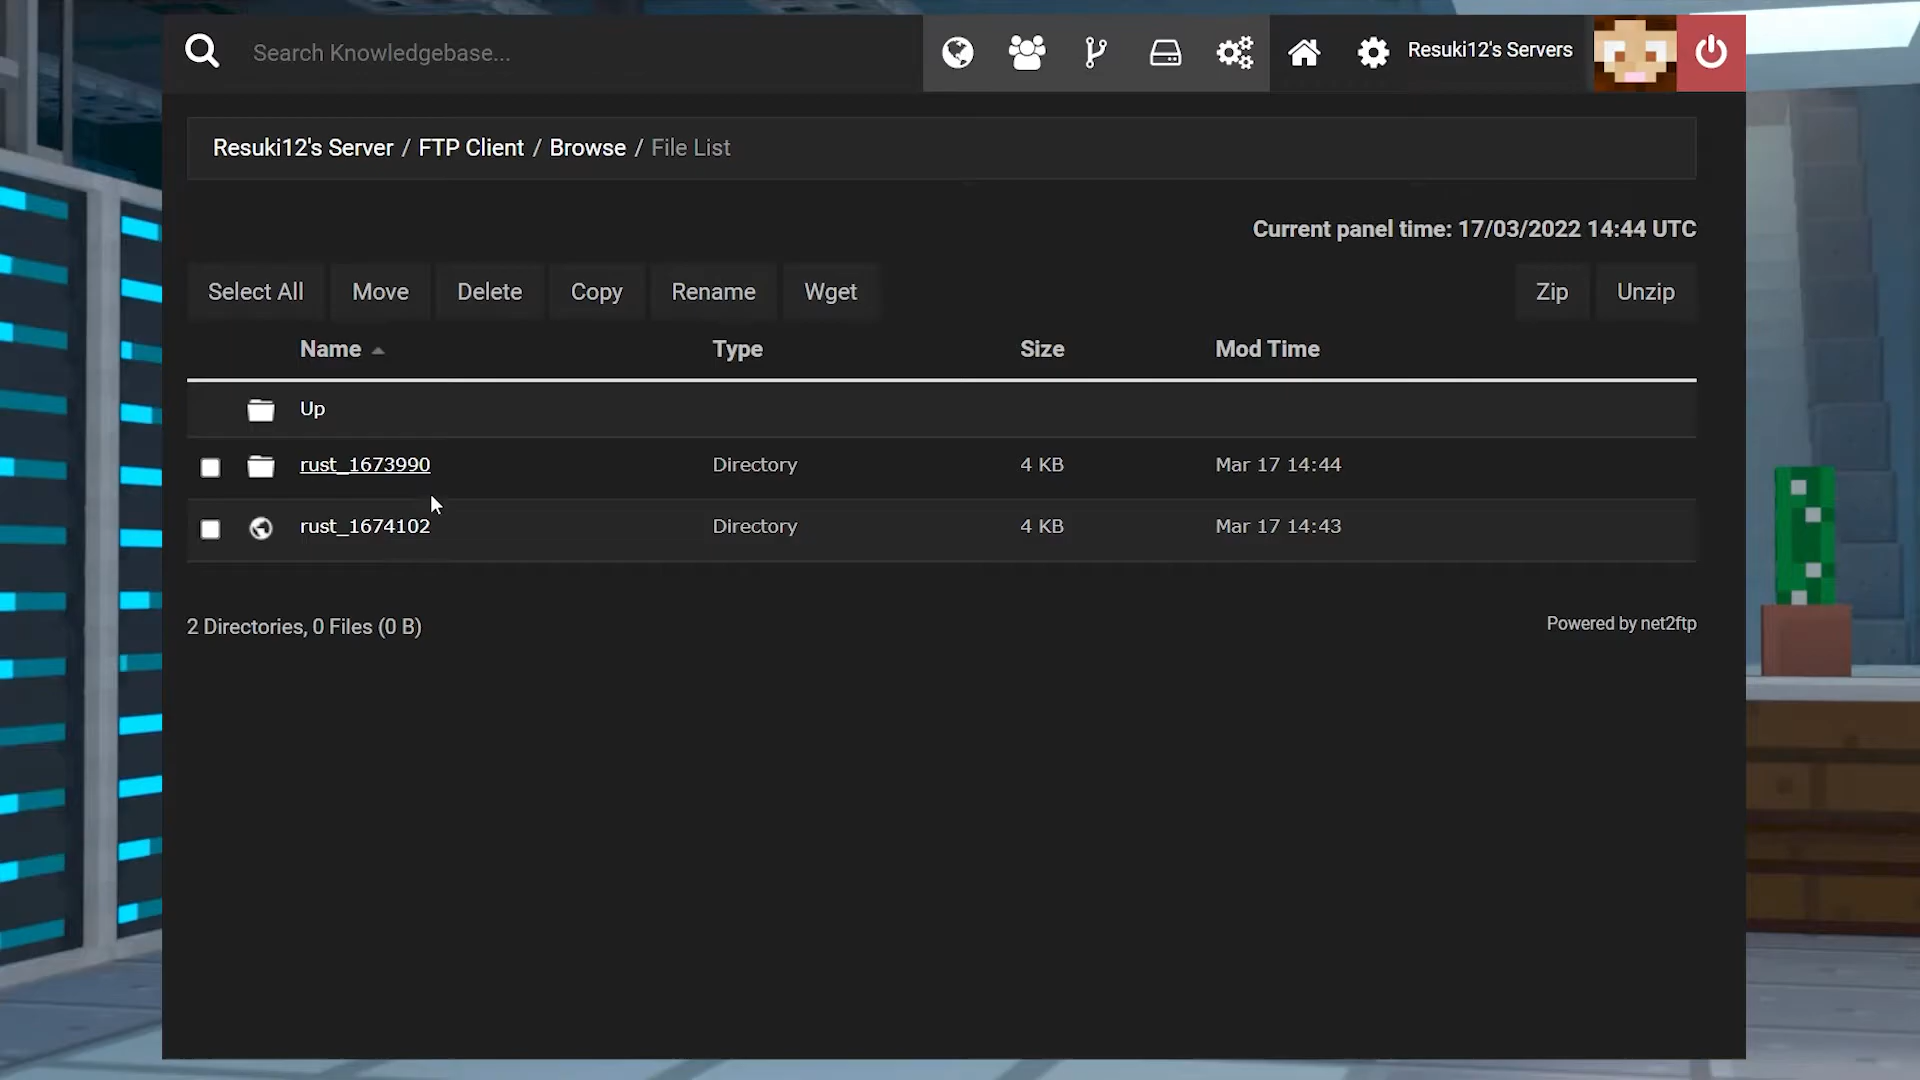 Search Knowledgebase...
Resuki12's Servers
Resuki12's Server / FTP Client / Browse / File List
Current panel time: 17/03/2022 14:44 UTC
Select All Move Delete Copy Rename Wget Zip Unzip
Name Type Size Mod Time
Up
rust_1673990 Directory 4 KB Mar 17 14:44
rust_1674102 Directory 4 KB Mar 17 14:43
2 Directories, 0 Files (0 B)
Powered by net2ftp